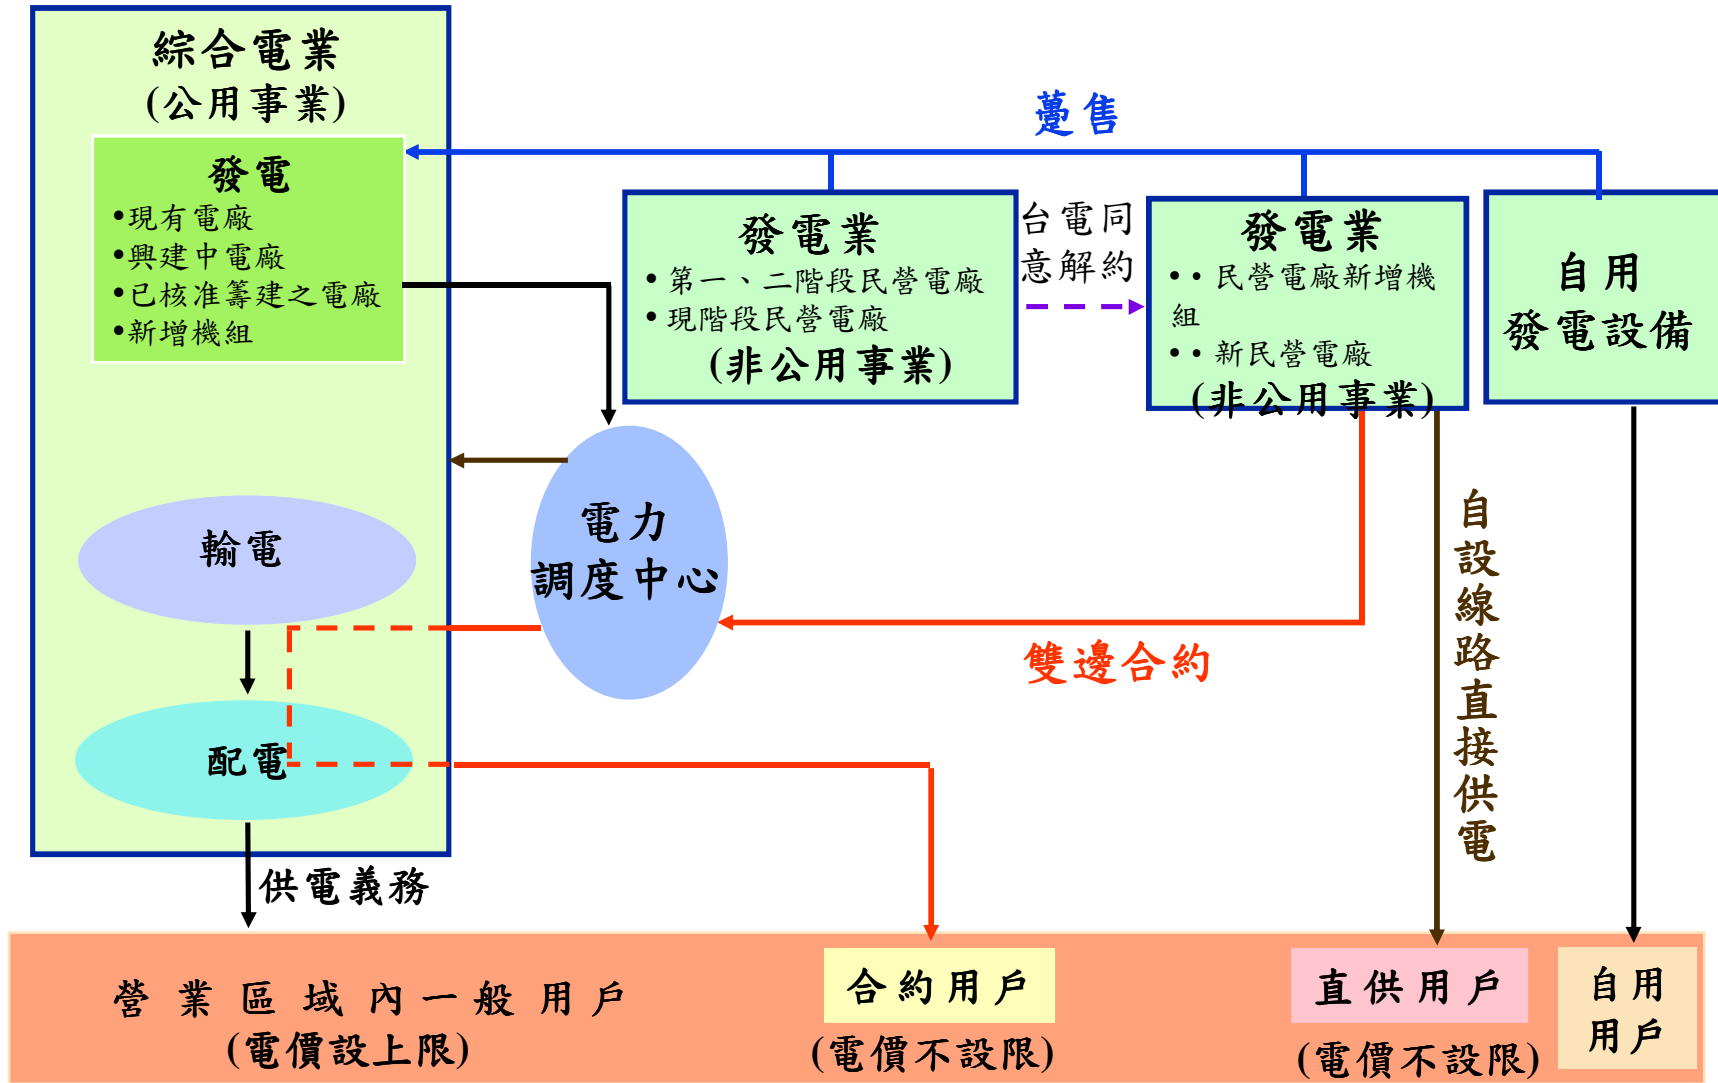 綜合電業
(公用事業)
發電
•現有電廠
•興建中電廠
•已核准籌建之電廠
•新增機組
躉售
發電業
•第一、二階段民營電廠
•現階段民營電廠
(非公用事業)
台電同
意解約
發電業
•• 民營電廠新增機
組
•• 新民營電廠
(非公用事業)
自用
發電設備
電力
調度中心
輸電
配電
雙邊合約
自設線路直接供電
供電義務
營業區域內一般用戶
(電價設上限)
合約用戶
(電價不設限)
直供用戶
(電價不設限)
自用
用戶